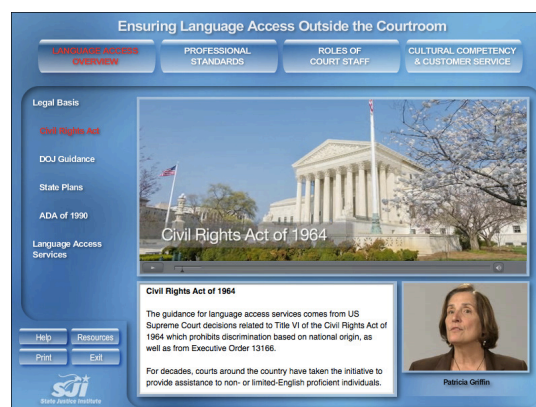 Ensuring Language Access Outside the Courtroom
LANGUAGE ACCESS
OVERVIEW
PROFESSIONAL
STANDARDS
ROLES OF
COURT STAFF
CULTURAL COMPETENCY
& CUSTOMER SERVICE
Legal Basis
Civil Rights Act
DOJ Guidance
State Plans
ADA of 1990
Language Access
Services
Civil Rights Act of 1964
Civil Rights Act of 1964
The guidance for language access services comes from US
Supreme Court decisions related to Title VI of the Civil Rights Act of
1964 which prohibits discrimination based on national origin, as
well as from Executive Order 13166.
For decades, courts around the country have taken the initiative to
provide assistance to non- or limited-English proficient individuals.
Help
Resources
Print
Exit
SJI
State Justice Institute
Patricia Griffin